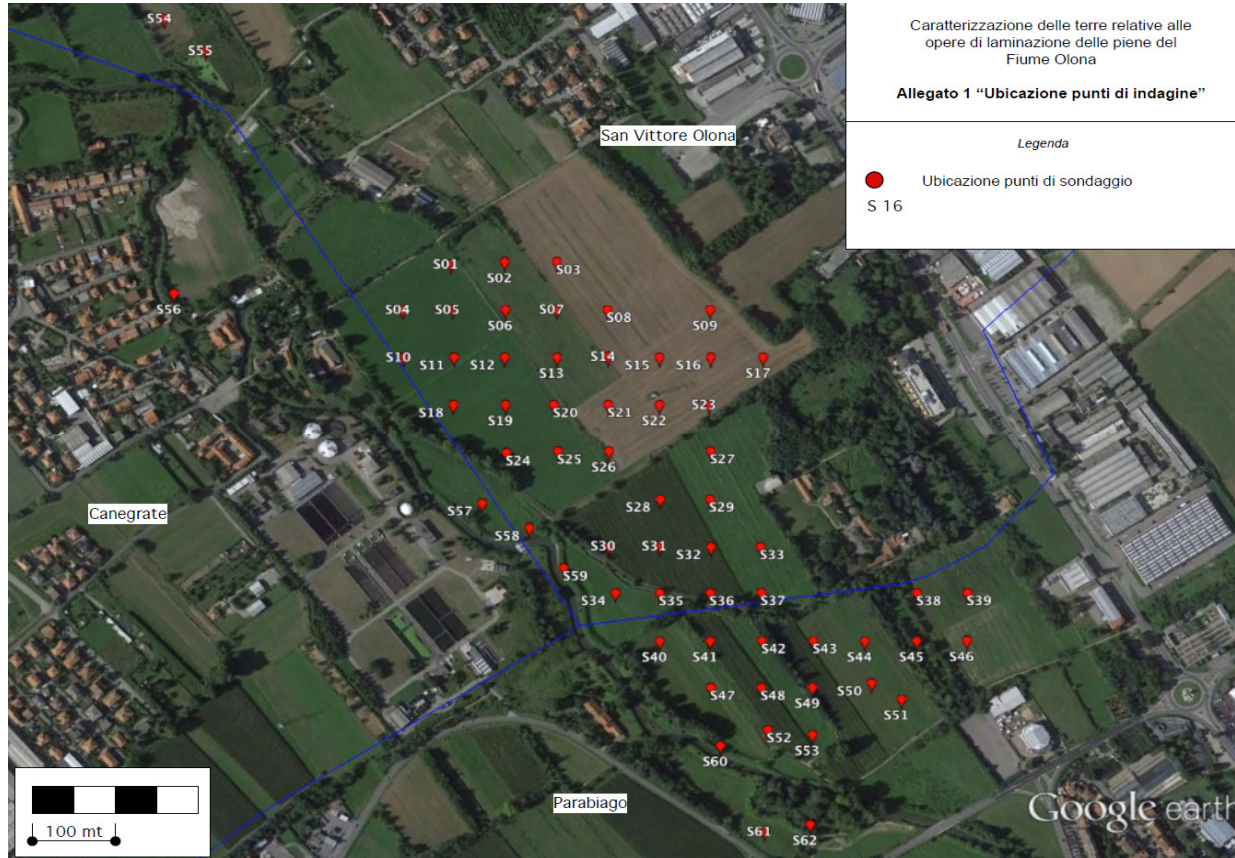 Caratterizzazione delle terre relative alle
opere di laminazione delle piene del
Fiume Olona
Allegato 1 “Ubicazione punti di indagine”
Legenda
Ubicazione punti di sondaggio
S 16
S54
S55
San Vittore Olona
S01
S02
S03
S56
S04
S05
S06
S07
S08
S09
S10
S11
S12
S13
S14
S15
S16
S17
S18
S19
S20
S21
S22
S23
S24
S25
S26
S27
Canegrate
S57
S28
S29
S58
S30
S31
S32
S33
S59
S34
S35
S36
S37
S38
S39
S40
S41
S42
S43
S44
S45
S46
S47
S48
S49
S50
S51
S52
S53
S60
Parabiago
S61
S62
100 mt
Google earth